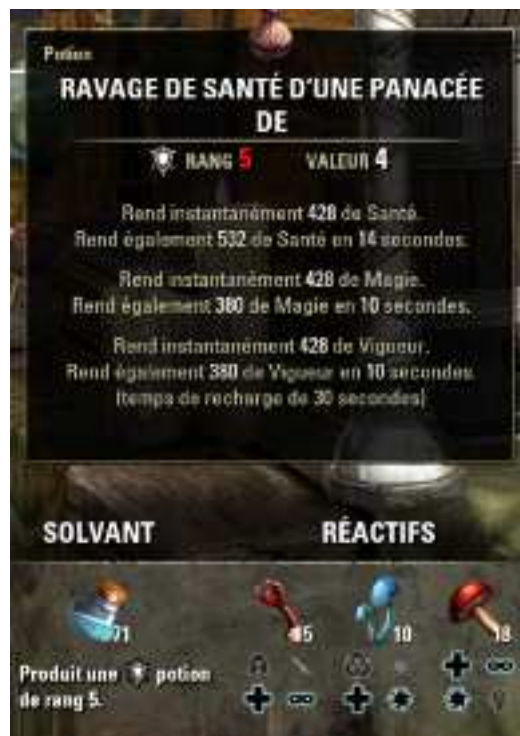 Potion
RAVAGE DE SANTÉ D'UNE PANACÉE
DE
RANG 5 VALEUR 4
Rend instantanément 428 de Santé.
Rend également 532 de Santé en 14 secondes.
Rend instantanément 428 de Magie.
Rend également 380 de Magie en 10 secondes.
Rend instantanément 428 de Vigueur.
Rend également 380 de Vigueur en 10 secondes.
(temps de recharge de 30 secondes)
SOLVANT RÉACTIFS
71 45 10 18
Produit une potion
de rang 5.